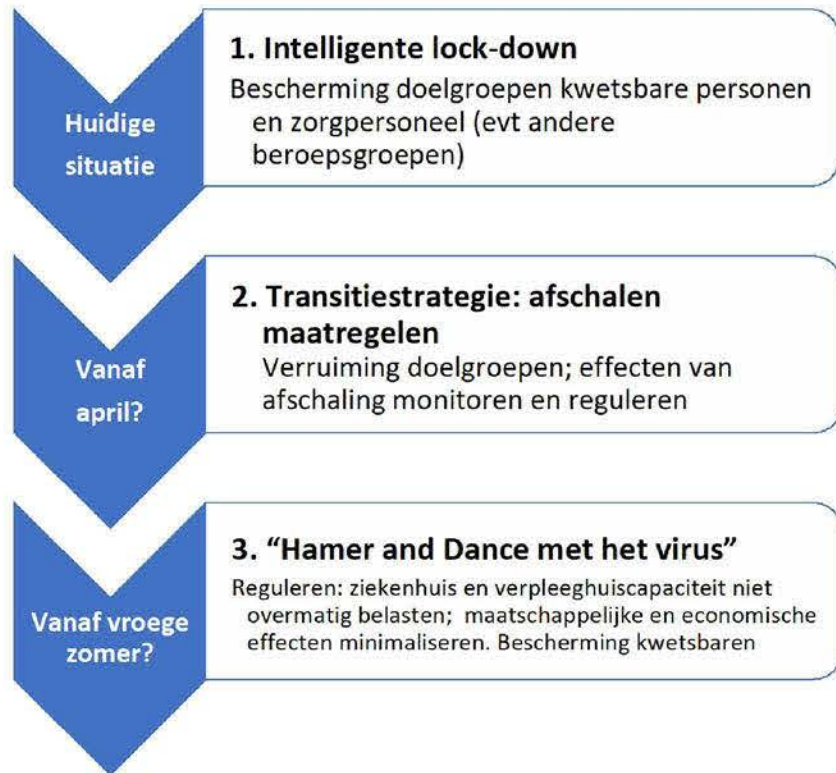 Huidige
situatie
1. Intelligente lock-down
Bescherming doelgroepen kwetsbare personen
en zorgpersoneel (evt andere
beroepsgroepen)
Vanaf
april?
2. Transitiestrategie: afschalen
maatregelen
Verruiming doelgroepen; effecten van
afschaling monitoren en reguleren
Vanaf vroege
zomer?
3. “Hamer and Dance met het virus”
Reguleren: ziekenhuis en verpleeghuiscapaciteit niet
overmatig belasten; maatschappelijke en economische
effecten minimaliseren. Bescherming kwetsbaren